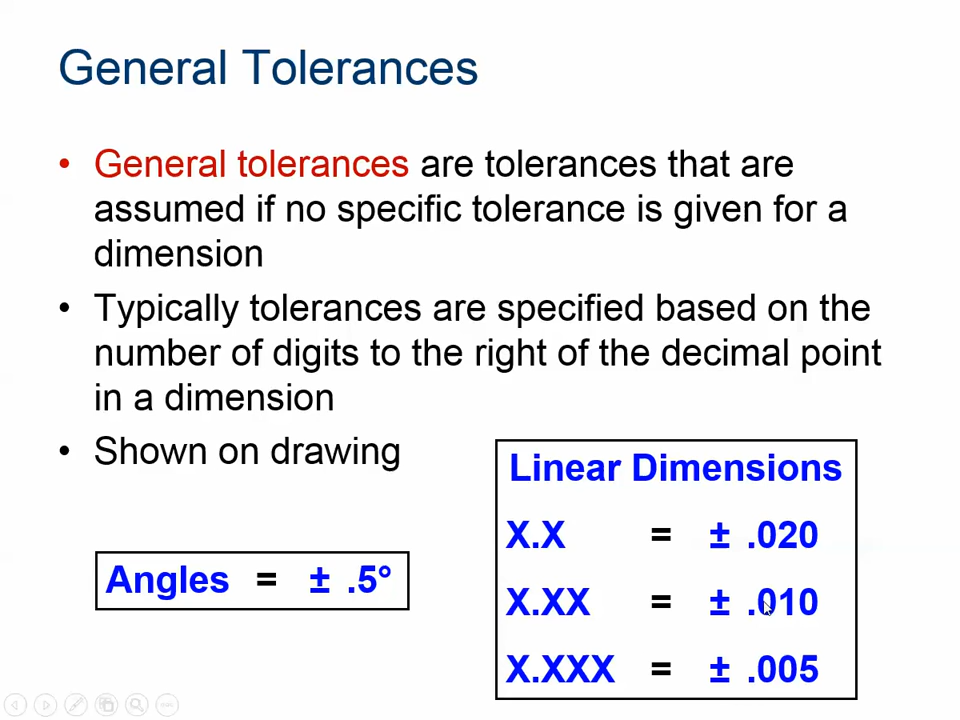 General Tolerances
• General tolerances are tolerances that are
assumed if no specific tolerance is given for a
dimension
• Typically tolerances are specified based on the
number of digits to the right of the decimal point
in a dimension
• Shown on drawing
Angles = ± .5°
Linear Dimensions
X.X = ± .020
X.XX = ± .010
X.XXX = ± .005